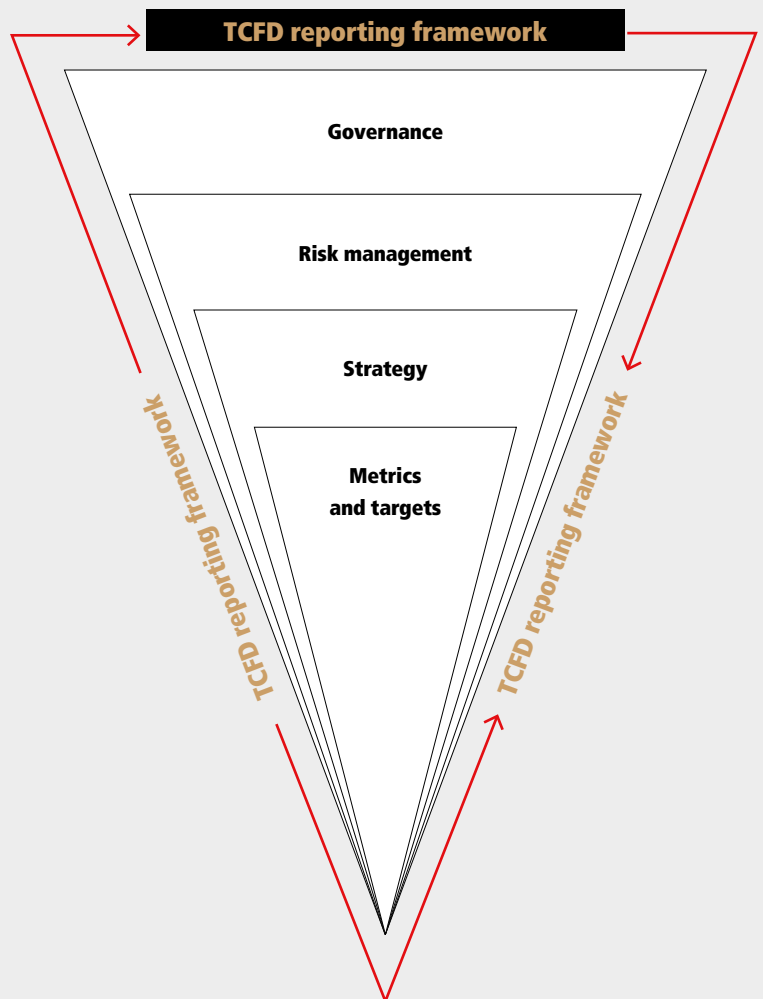 TCFD reporting framework
Governance
Risk management
Strategy
Metrics
and targets
TCFD reporting framework
TCFD reporting framework